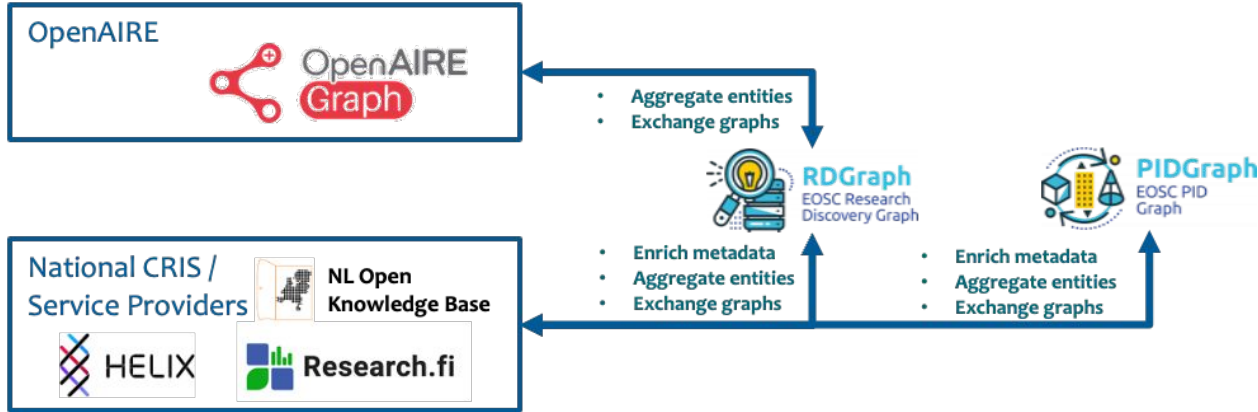 OpenAIRE
OpenAIRE
Graph
• Aggregate entities
• Exchange graphs
RDGraph
EOSC Research
Discovery Graph
PIDGraph
EOSC PID
Graph
National CRIS /
Service Providers
NL Open
Knowledge Base
HELIX
Research.fi
• Enrich metadata
• Aggregate entities
• Exchange graphs
• Enrich metadata
• Aggregate entities
• Exchange graphs